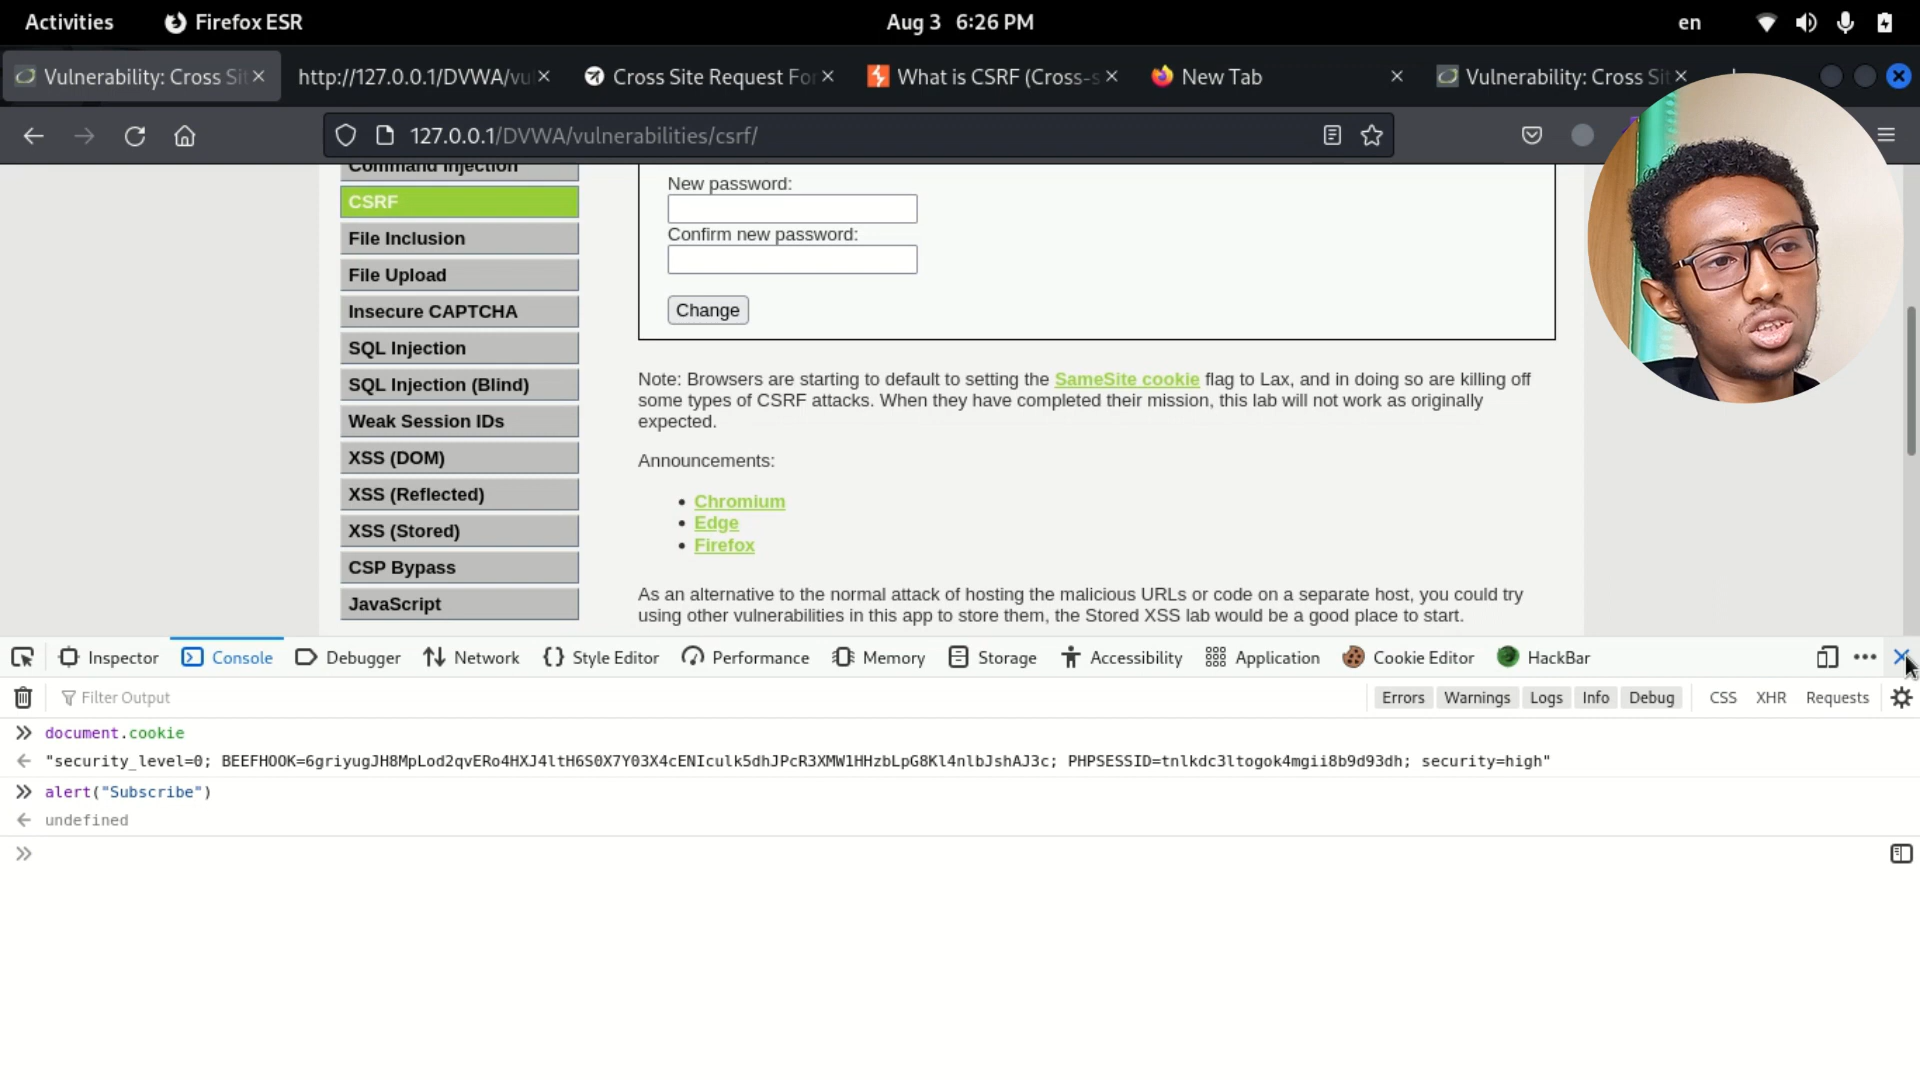 Activities Firefox ESR Aug 3 6:26 PM en
Vulnerability: Cross Sit http://127.0.0.1/DVWA/vu Cross Site Request Fo What is CSRF (Cross-s New Tab Vulnerability: Cross Si
127.0.0.1/DVWA/vulnerabilities/csrf/
Command Injection
CSRF
File Inclusion
File Upload
Insecure CAPTCHA
SQL Injection
SQL Injection (Blind)
Weak Session IDs
XSS (DOM)
XSS (Reflected)
XSS (Stored)
CSP Bypass
JavaScript
New password:
Confirm new password:
Change
Note: Browsers are starting to default to setting the SameSite cookie flag to Lax, and in doing so are killing off
some types of CSRF attacks. When they have completed their mission, this lab will not work as originally
expected.
Announcements:
Chromium
Edge
Firefox
As an alternative to the normal attack of hosting the malicious URLs or code on a separate host, you could try
using other vulnerabilities in this app to store them, the Stored XSS lab would be a good place to start.
Inspector Console Debugger Network Style Editor Performance Memory Storage Accessibility Application Cookie Editor HackBar
Filter Output Errors Warnings Logs Info Debug CSS XHR Requests
document.cookie
"security_level=0; BEEFHOOK=6griyugJH8MpLod2qvERo4HXJ4ltH6S0X7Y03X4cENIculk5dhJPcR3XMW1HHzbLpG8Kl4nlbJshAJ3c; PHPSESSID=tnlkdc3ltogok4mgii8b9d93dh; security=high"
alert("Subscribe")
undefined